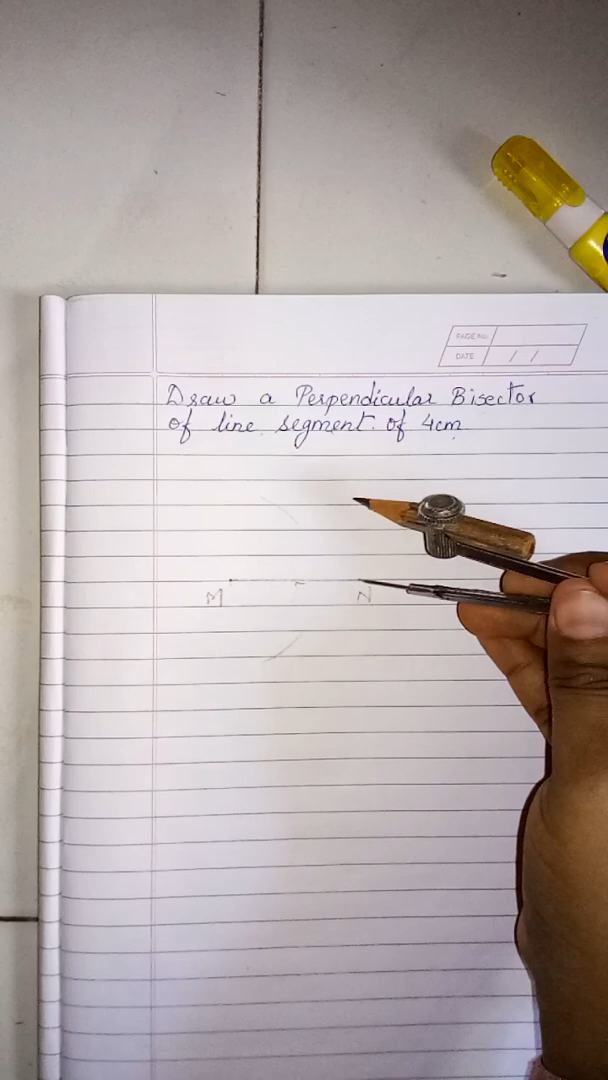 PAGE NO.
DATE / /
Draw a Perpendicular Bisector
of line segment of 4cm
M N